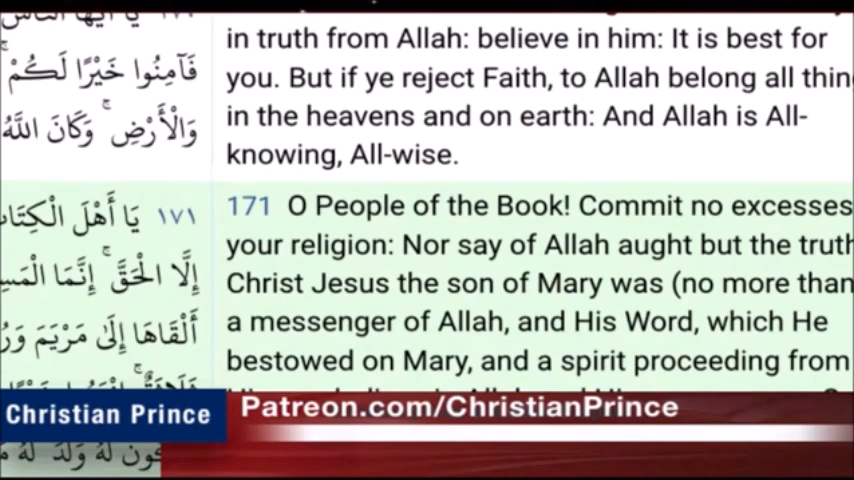 in truth from Allah: believe in him: It is best for
you. But if ye reject Faith, to Allah belong all thin
in the heavens and on earth: And Allah is All-
knowing, All-wise.
فَآمِنُوا خَيْرًا لَكُمْ ۚ
وَالْأَرْضِ ۚ وَكَانَ اللَّهُ
171 O People of the Book! Commit no excesses
your religion: Nor say of Allah aught but the truth
Christ Jesus the son of Mary was (no more than
a messenger of Allah, and His Word, which He
bestowed on Mary, and a spirit proceeding from
١٧١ يَا أَهْلَ الْكِتَا
إِلَّا الْحَقَّ ۚ إِنَّمَا الْمَسِ
أَلْقَاهَا إِلَىٰ مَرْيَمَ وَرُ
Christian Prince
Patreon.com/ChristianPrince